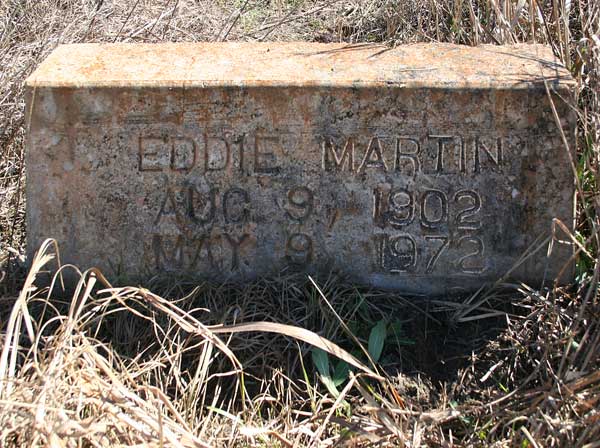 EDDIE MARTIN
AUG 9, 1902
MAY 9 1972